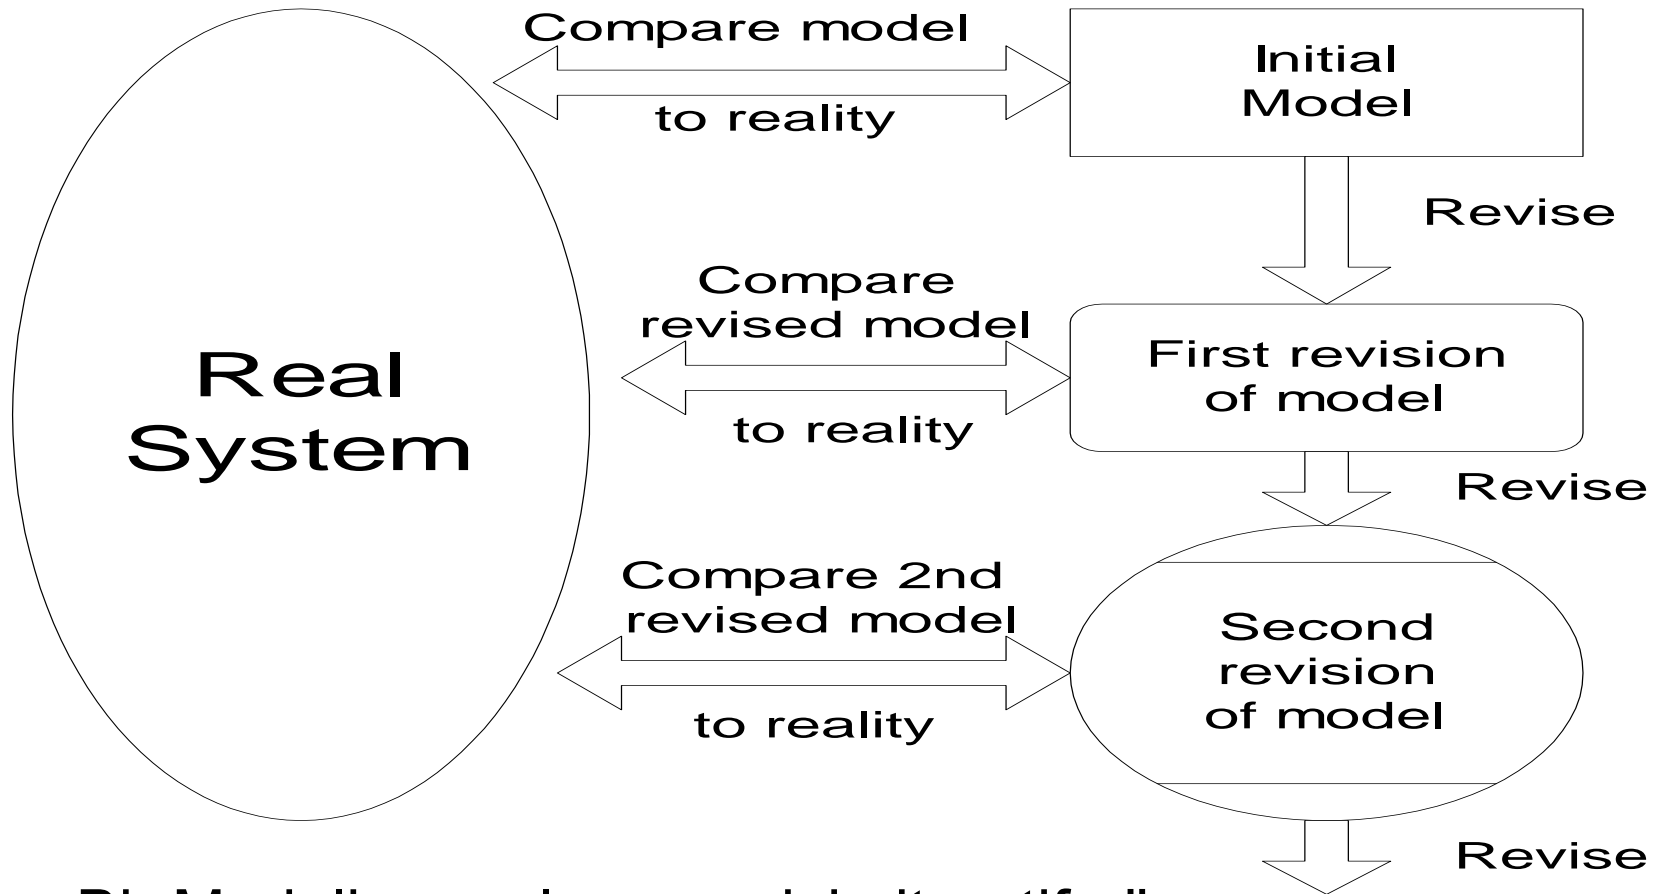 Compare model
to reality
Initial
Model
Revise
Real
System
Compare
revised model
to reality
First revision
of model
Revise
Compare 2nd
revised model
to reality
Second
revision
of model
Revise